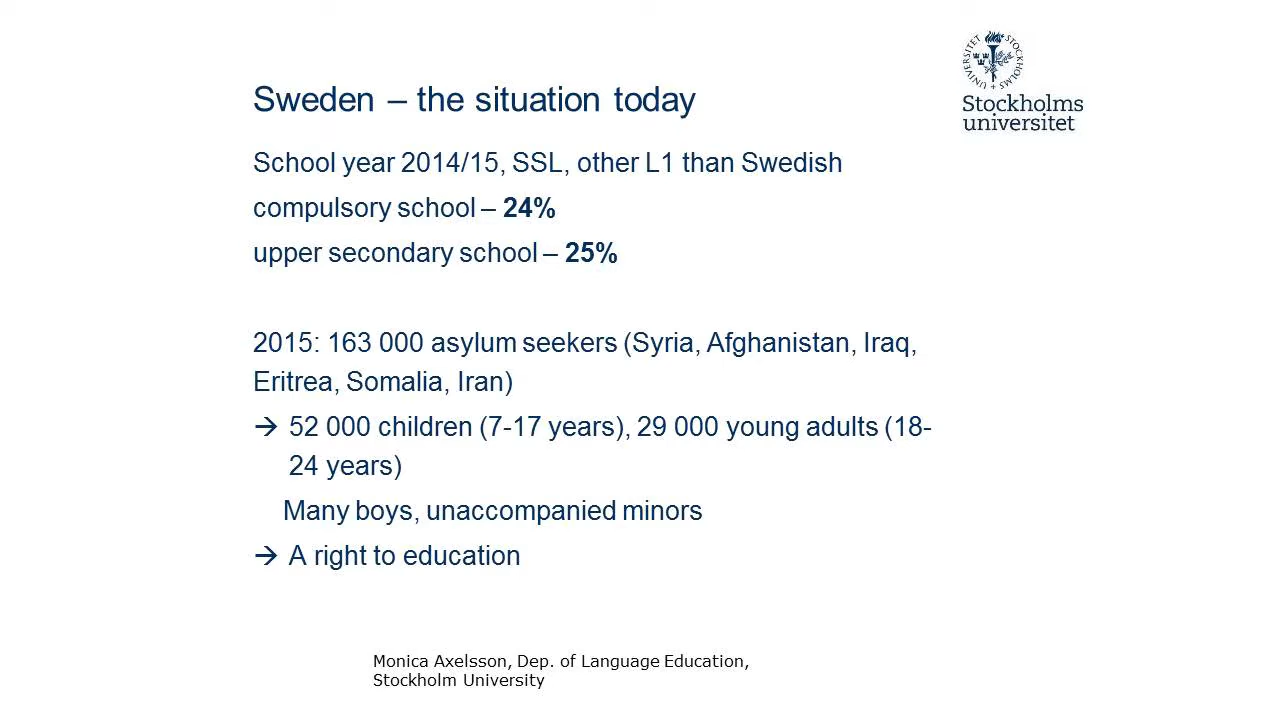 Sweden – the situation today
STOCKHOLMS UNIVERSITET
Stockholms
universitet
School year 2014/15, SSL, other L1 than Swedish
compulsory school – 24%
upper secondary school – 25%
2015: 163 000 asylum seekers (Syria, Afghanistan, Iraq,
Eritrea, Somalia, Iran)
→ 52 000 children (7-17 years), 29 000 young adults (18-
24 years)
Many boys, unaccompanied minors
→ A right to education
Monica Axelsson, Dep. of Language Education,
Stockholm University